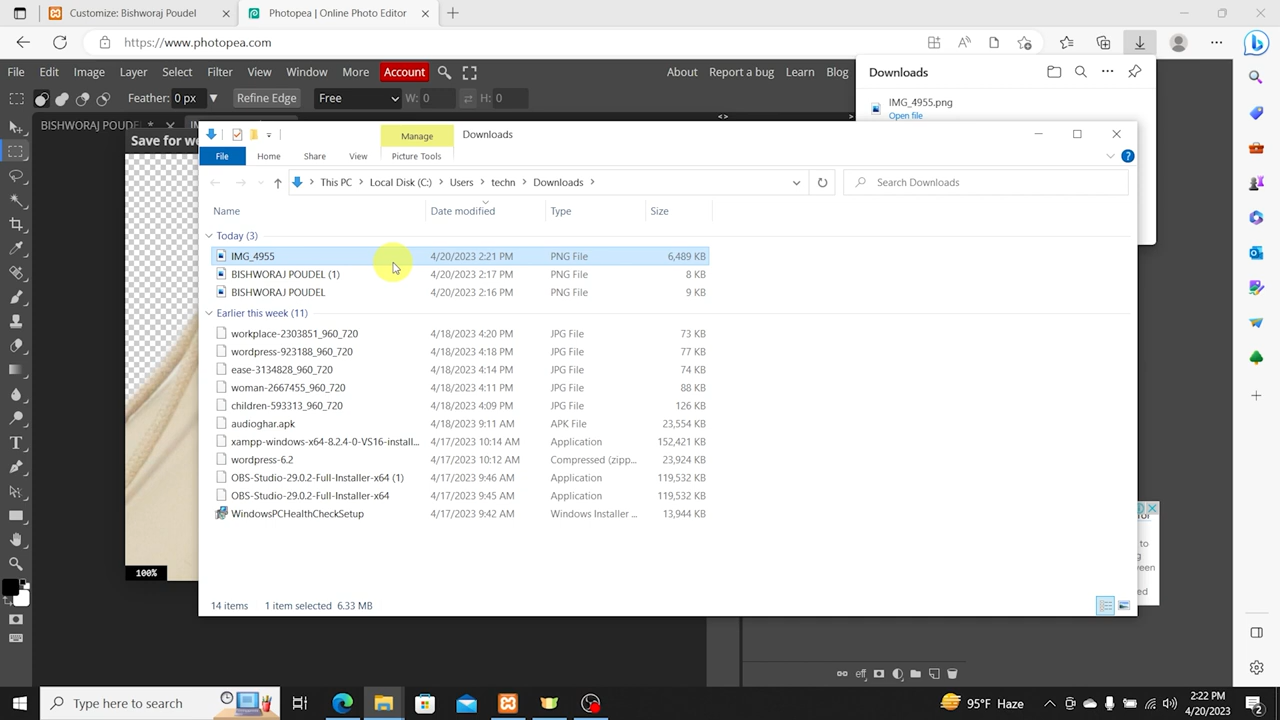 Customize: Bishworaj Poudel
Photopea | Online Photo Editor
https://www.photopea.com
File Edit Image Layer Select Filter View Window More Account
About Report a bug Learn Blog
Downloads
IMG_4955.png
Open file
Feather: 0 px Refine Edge Free W: 0 H: 0
BISHWORAJ POUDEL *
Save for we
Manage Downloads
File Home Share View Picture Tools
This PC Local Disk (C:) Users techn Downloads
Search Downloads
Name Date modified Type Size
Today (3)
IMG_4955 4/20/2023 2:21 PM PNG File 6,489 KB
BISHWORAJ POUDEL (1) 4/20/2023 2:17 PM PNG File 8 KB
BISHWORAJ POUDEL 4/20/2023 2:16 PM PNG File 9 KB
Earlier this week (11)
workplace-2303851_960_720 4/18/2023 4:20 PM JPG File 73 KB
wordpress-923188_960_720 4/18/2023 4:18 PM JPG File 77 KB
ease-3134828_960_720 4/18/2023 4:14 PM JPG File 74 KB
woman-2667455_960_720 4/18/2023 4:11 PM JPG File 88 KB
children-593313_960_720 4/18/2023 4:09 PM JPG File 126 KB
audioghar.apk 4/18/2023 9:11 AM APK File 23,554 KB
xampp-windows-x64-8.2.4-0-VS16-install... 4/17/2023 10:14 AM Application 152,421 KB
wordpress-6.2 4/17/2023 10:12 AM Compressed (zipp... 23,924 KB
OBS-Studio-29.0.2-Full-Installer-x64 (1) 4/17/2023 9:46 AM Application 119,532 KB
OBS-Studio-29.0.2-Full-Installer-x64 4/17/2023 9:45 AM Application 119,532 KB
WindowsPCHealthCheckSetup 4/17/2023 9:42 AM Windows Installer ... 13,944 KB
100%
14 items 1 item selected 6.33 MB
eff
Type here to search
95°F Haze
2:22 PM
4/20/2023
2